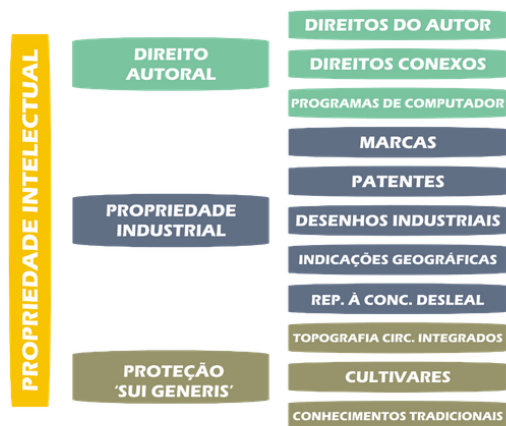 PROPRIEDADE INTELECTUAL
DIREITO
AUTORAL
DIREITOS DO AUTOR
DIREITOS CONEXOS
PROGRAMAS DE COMPUTADOR
PROPRIEDADE
INDUSTRIAL
MARCAS
PATENTES
DESENHOS INDUSTRIAIS
INDICAÇÕES GEOGRÁFICAS
REP. À CONC. DESLEAL
PROTEÇÃO
'SUI GENERIS'
TOPOGRAFIA CIRC. INTEGRADOS
CULTIVARES
CONHECIMENTOS TRADICIONAIS